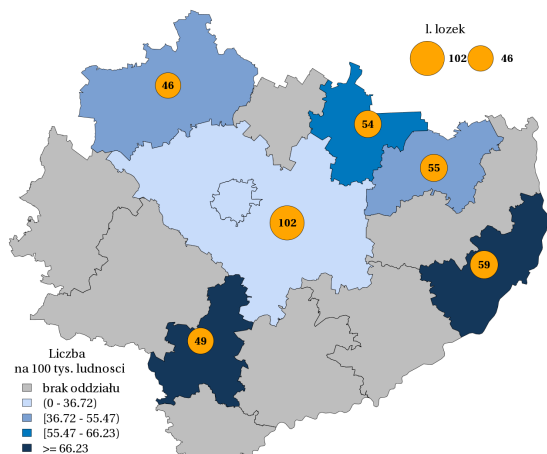 l. lozek
102 46
46
54
55
102
59
49
Liczba
na 100 tys. ludnosci
brak oddziału
(0 - 36.72)
[36.72 - 55.47)
[55.47 - 66.23)
>= 66.23